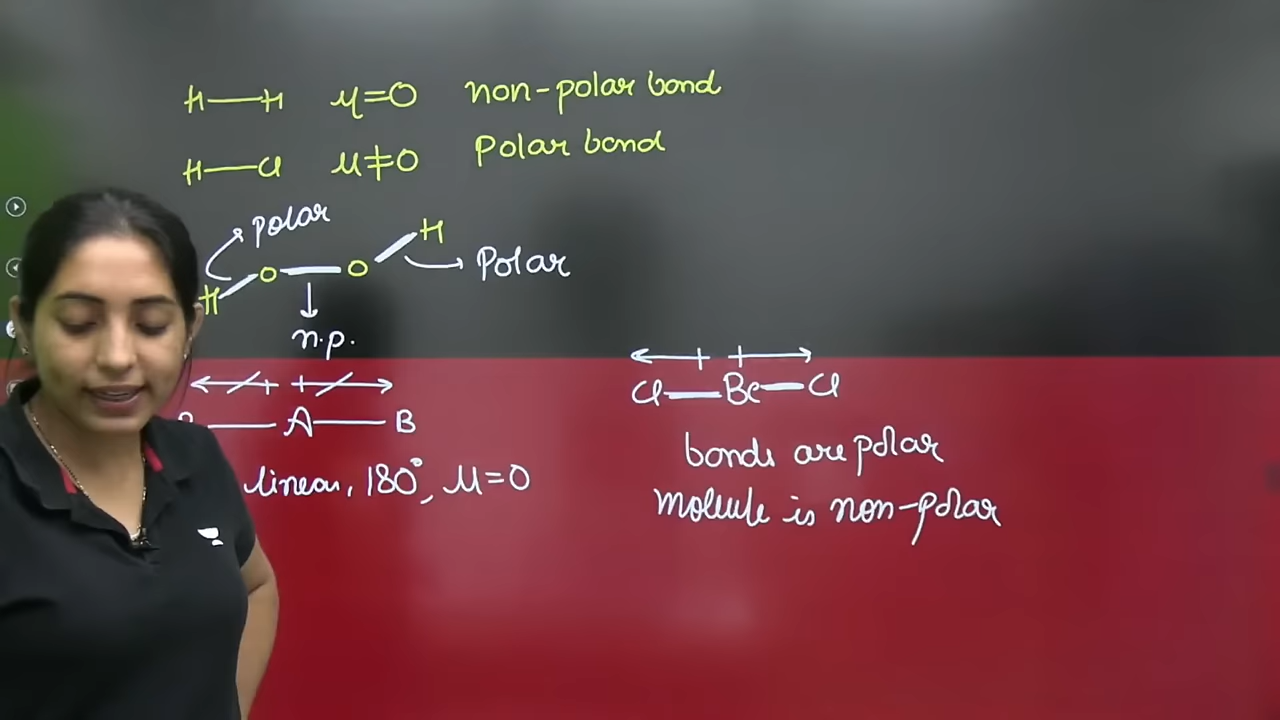 H—H μ=0 non-polar bond
H—Cl μ≠0 Polar bond
polar
H O—O H Polar
n.p.
Cl—Be—Cl
A—B
bonds are polar
linear, 180°, μ=0
molecule is non-polar